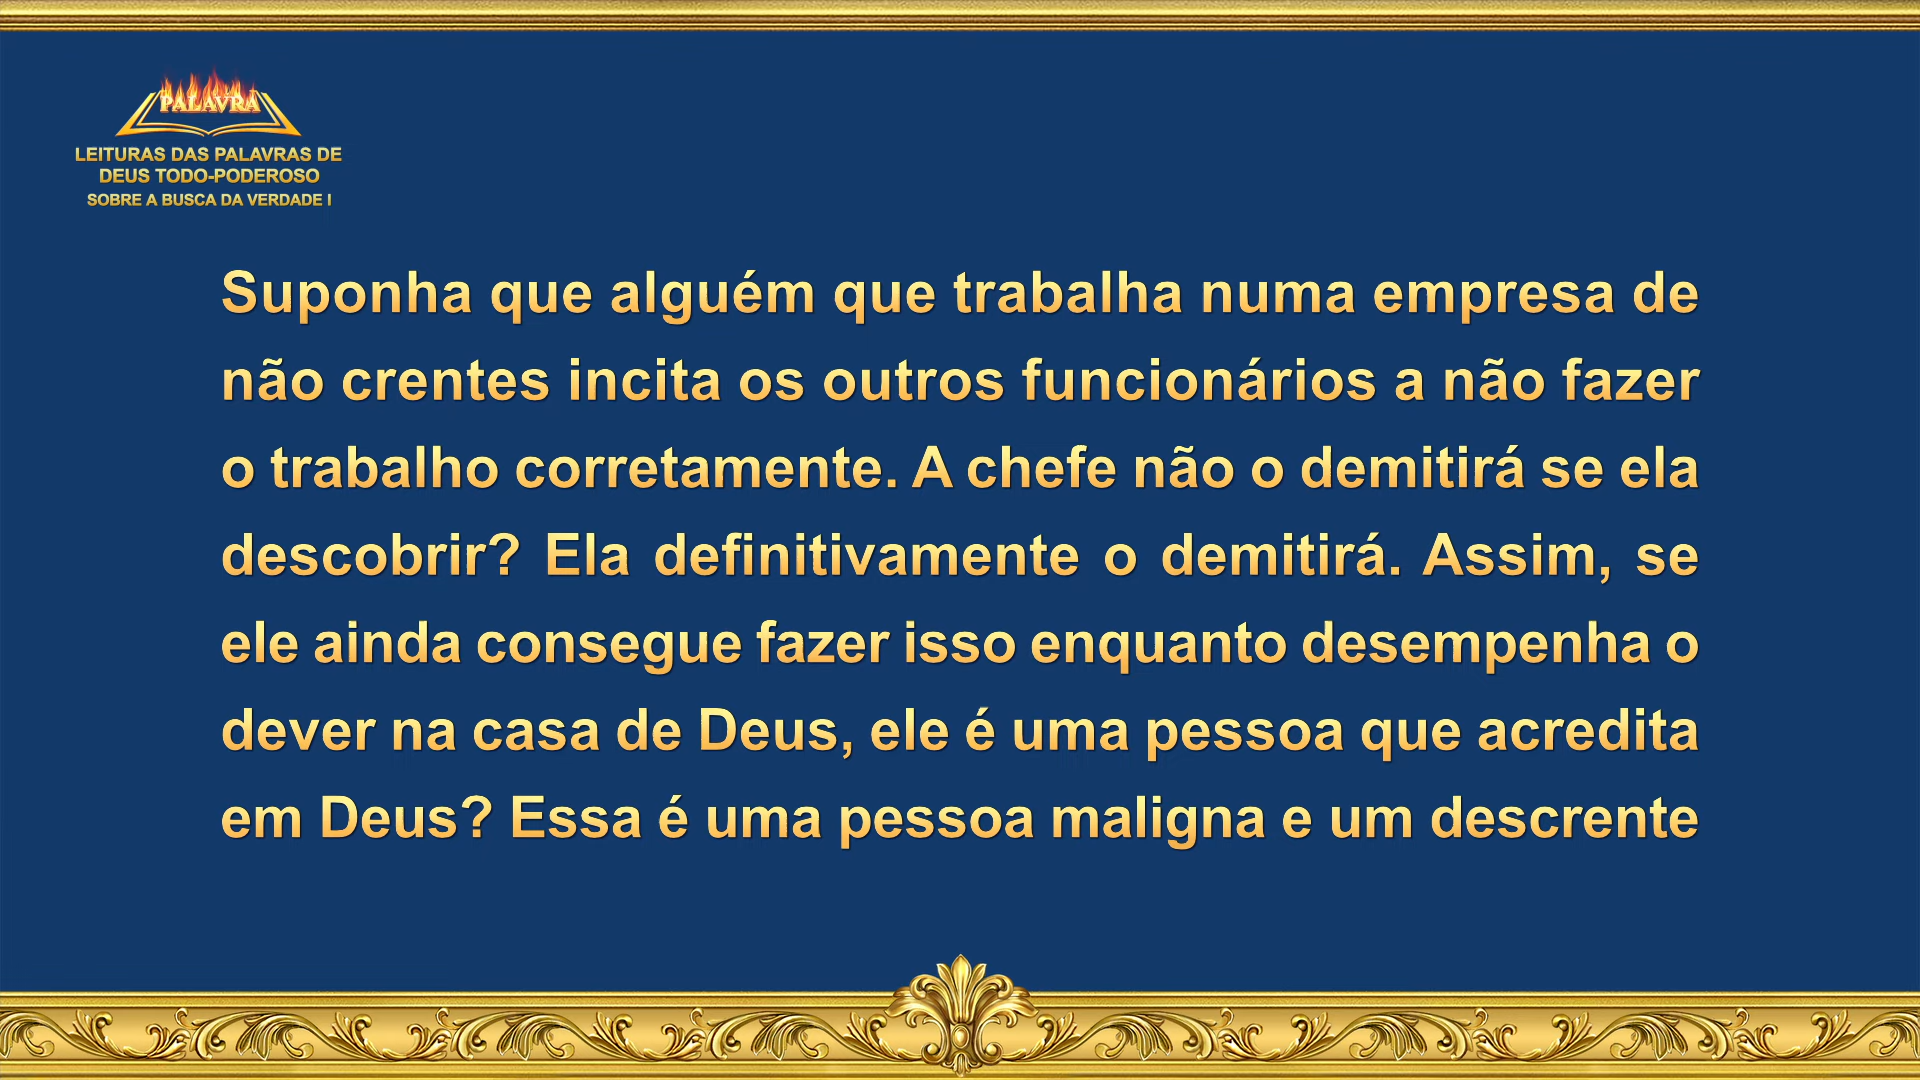 PALAVRA
LEITURAS DAS PALAVRAS DE
DEUS TODO-PODEROSO
SOBRE A BUSCA DA VERDADE I
Suponha que alguém que trabalha numa empresa de
não crentes incita os outros funcionários a não fazer
o trabalho corretamente. A chefe não o demitirá se ela
descobrir? Ela definitivamente o demitirá. Assim, se
ele ainda consegue fazer isso enquanto desempenha o
dever na casa de Deus, ele é uma pessoa que acredita
em Deus? Essa é uma pessoa maligna e um descrente